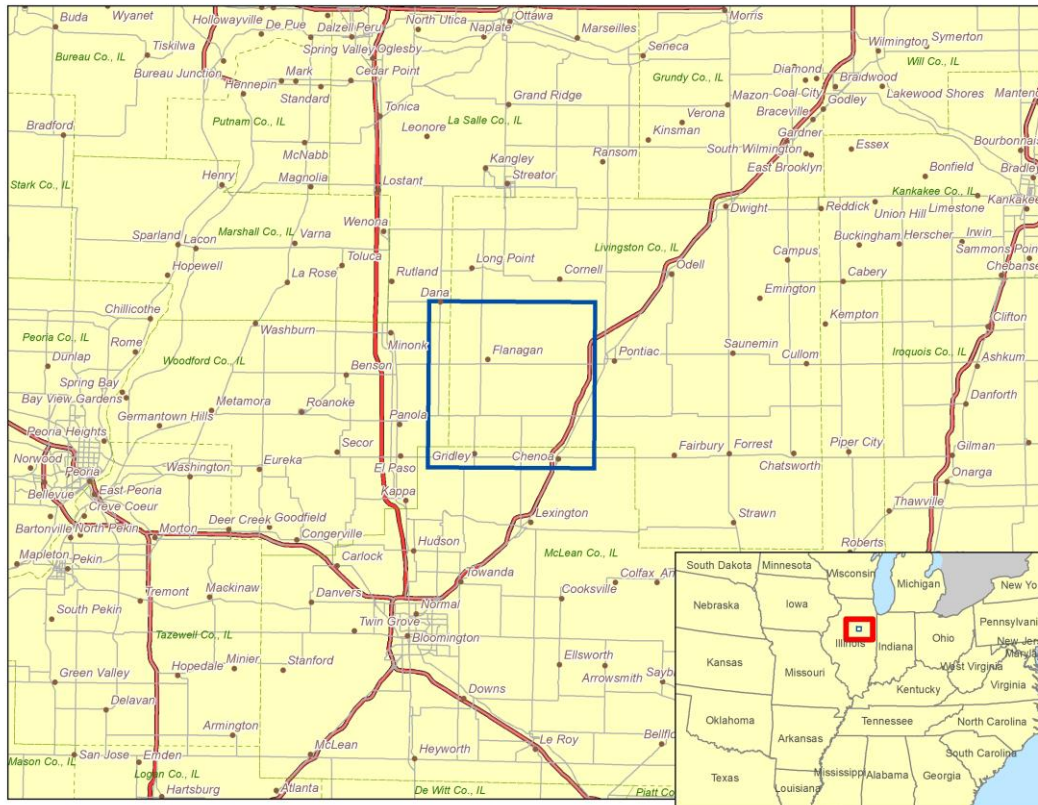 Buda
Wyanet
Hollowayville
De Pue
Dalzell
Peru
North Utica
Ottawa
Marseilles
Morris
Naplate
Tiskilwa
Spring Valley
Oglesby
Seneca
Wilmington
Symerton
Bureau Co., IL
Will Co., IL
Bureau Junction
Mark
Cedar Point
Grundy Co., IL
Diamond
Braidwood
Hennepin
Standard
Coal City
Lakewood Shores
Grand Ridge
Mazon
Godley
Putnam Co., IL
Tonica
Verona
Braceville
Bradford
Leonore
La Salle Co., IL
Kinsman
Gardner
Bourbonnais
McNabb
South Wilmington
Essex
Kangley
Ransom
East Brooklyn
Bonfield
Bradley
Stark Co., IL
Henry
Magnolia
Lostant
Streator
Kankakee Co., IL
Dwight
Reddick
Limestone
Kankakee
Union Hill
Wenona
Sparland
Lacon
Marshall Co., IL
Varna
Livingston Co., IL
Buckingham
Herscher
Irwin
Toluca
Campus
Hopewell
La Rose
Rutland
Long Point
Cornell
Odell
Cabery
Chebanse
Dana
Emington
Chillicothe
Washburn
Kempton
Clifton
Peoria Co., IL
Rome
Minonk
Dunlap
Woodford Co., IL
Flanagan
Pontiac
Saunemin
Cullom
Iroquois Co., IL
Ashkum
Spring Bay
Benson
Bay View Gardens
Metamora
Roanoke
Danforth
Germantown Hills
Panola
Peoria Heights
Secor
Gridley
Chenoa
Fairbury
Forrest
Piper City
Gilman
Norwood
Peoria
Washington
Eureka
El Paso
Chatsworth
Onarga
Bellevue
East Peoria
Kappa
Creve Coeur
Thawville
Bartonville
North Pekin
Morton
Deer Creek
Goodfield
Lexington
Strawn
Congerville
Roberts
Mapleton
Pekin
Hudson
McLean Co., IL
Carlock
Towanda
Colfax
Tremont
Mackinaw
Danvers
Cooksville
South Pekin
Normal
Tazewell Co., IL
Twin Grove
Bloomington
Green Valley
Hopedale
Minier
Stanford
Ellsworth
Arrowsmith
Delavan
Downs
Armington
San Jose
Emden
McLean
Heyworth
Le Roy
Mason Co., IL
Logan Co., IL
Hartsburg
Atlanta
De Witt Co., IL
South Dakota
Minnesota
Wisconsin
Michigan
Nebraska
Iowa
Pennsylvania
Illinois
Indiana
Ohio
Kansas
Missouri
West Virginia
Virginia
Kentucky
Oklahoma
Arkansas
Tennessee
North Carolina
South Carolina
Texas
Mississippi
Alabama
Georgia
Louisiana